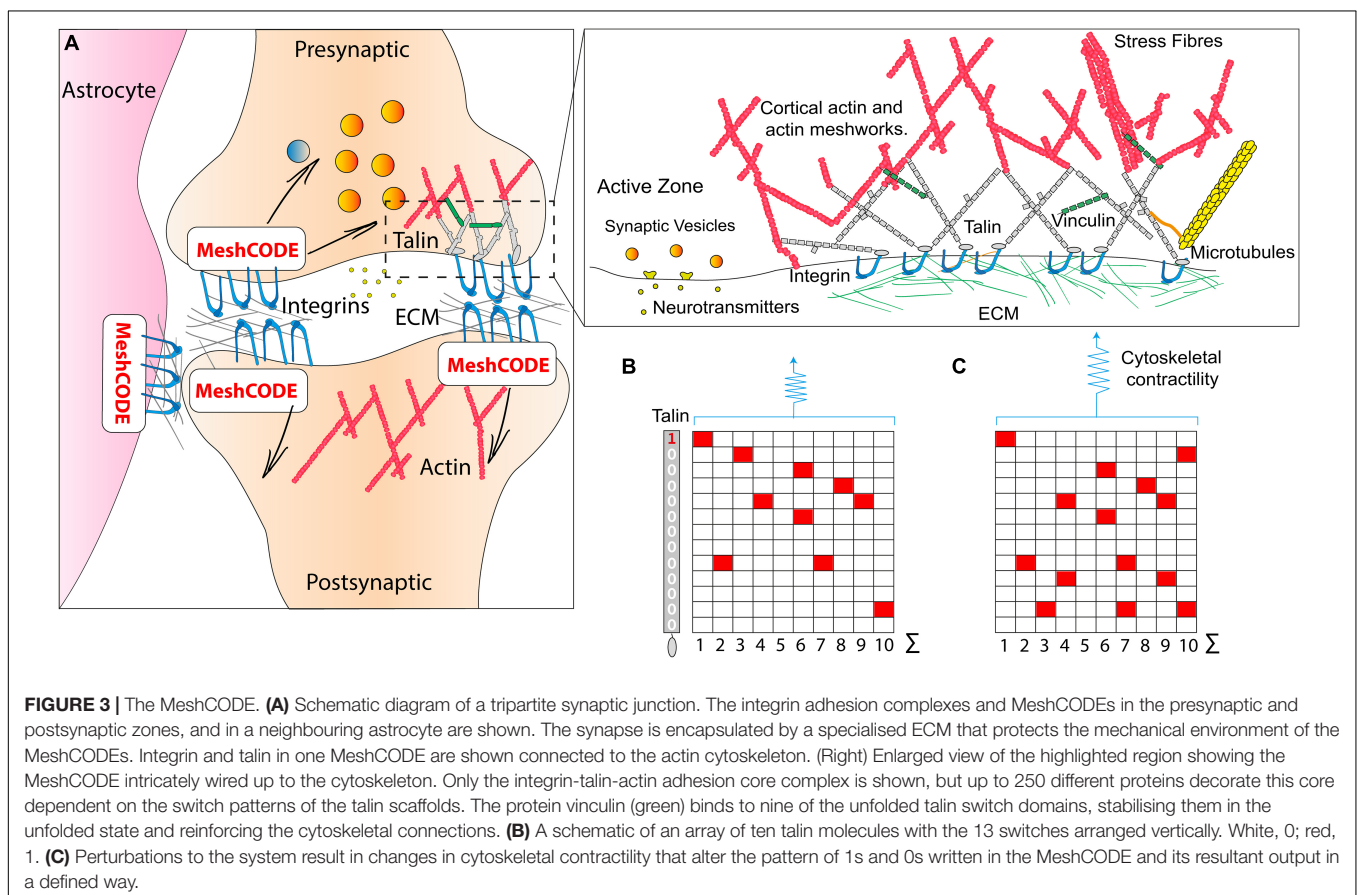 A
Astrocyte
Presynaptic
MeshCODE
Talin
Integrins
ECM
MeshCODE
MeshCODE
MeshCODE
Actin
Postsynaptic
Stress Fibres
Cortical actin and
actin meshworks.
Active Zone
Synaptic Vesicles
Talin
Vinculin
Microtubules
Integrin
Neurotransmitters
ECM
B
Talin
1
0
0
0
0
0
0
0
0
0
0
0
0
1 2 3 4 5 6 7 8 9 10 Σ
C
Cytoskeletal
contractility
1 2 3 4 5 6 7 8 9 10 Σ
FIGURE 3 | The MeshCODE. (A) Schematic diagram of a tripartite synaptic junction. The integrin adhesion complexes and MeshCODEs in the presynaptic and
postsynaptic zones, and in a neighbouring astrocyte are shown. The synapse is encapsulated by a specialised ECM that protects the mechanical environment of the
MeshCODEs. Integrin and talin in one MeshCODE are shown connected to the actin cytoskeleton. (Right) Enlarged view of the highlighted region showing the
MeshCODE intricately wired up to the cytoskeleton. Only the integrin-talin-actin adhesion core complex is shown, but up to 250 different proteins decorate this core
dependent on the switch patterns of the talin scaffolds. The protein vinculin (green) binds to nine of the unfolded talin switch domains, stabilising them in the
unfolded state and reinforcing the cytoskeletal connections. (B) A schematic of an array of ten talin molecules with the 13 switches arranged vertically. White, 0; red,
1. (C) Perturbations to the system result in changes in cytoskeletal contractility that alter the pattern of 1s and 0s written in the MeshCODE and its resultant output in
a defined way.